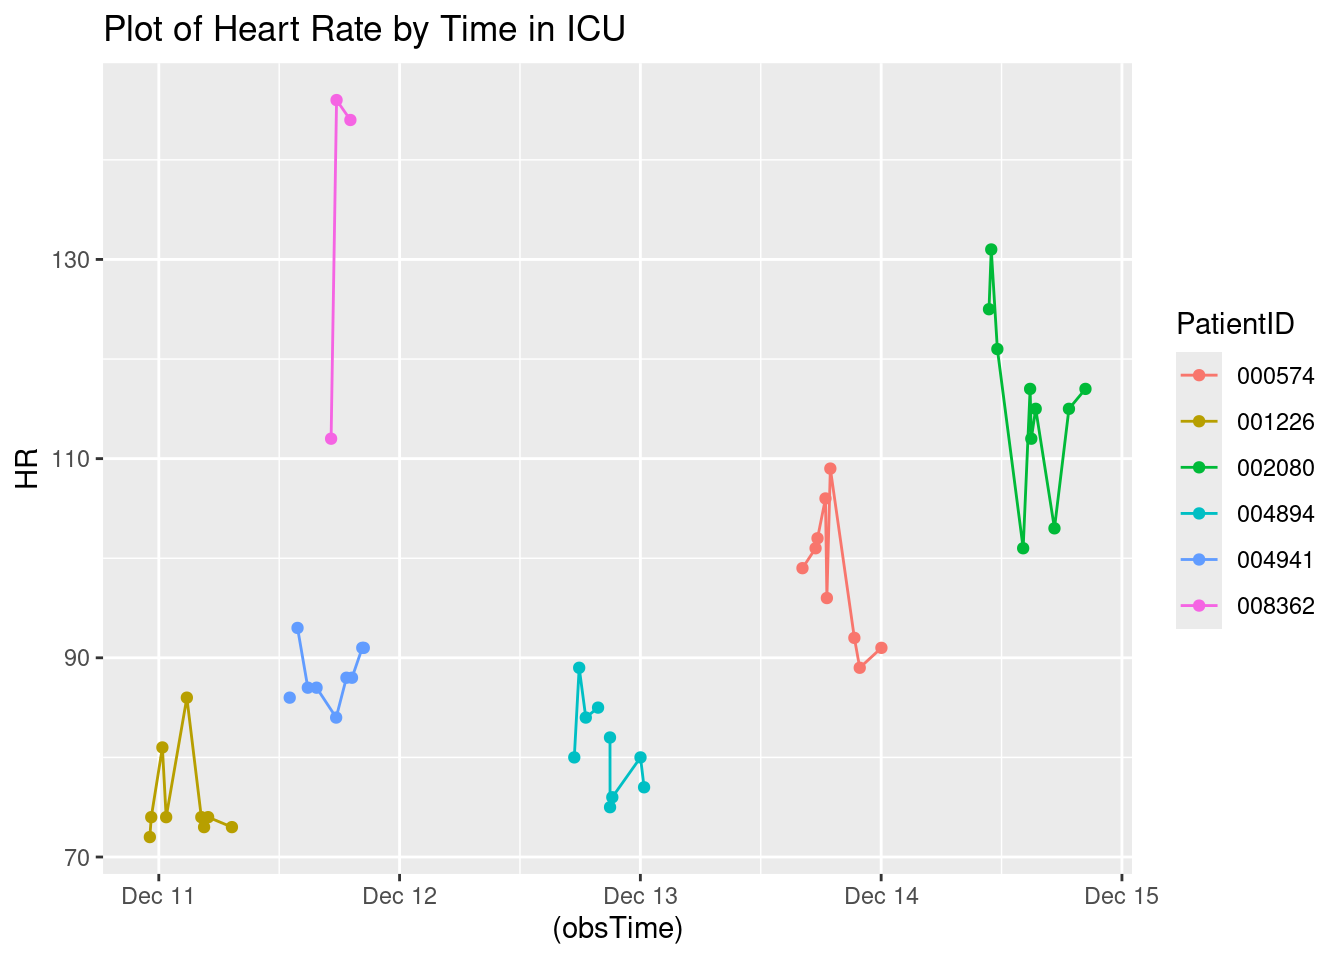 Plot of Heart Rate by Time in ICU
130
110
90
70
HR
Dec 11 Dec 12 Dec 13 Dec 14 Dec 15
(obsTime)
PatientID
000574
001226
002080
004894
004941
008362